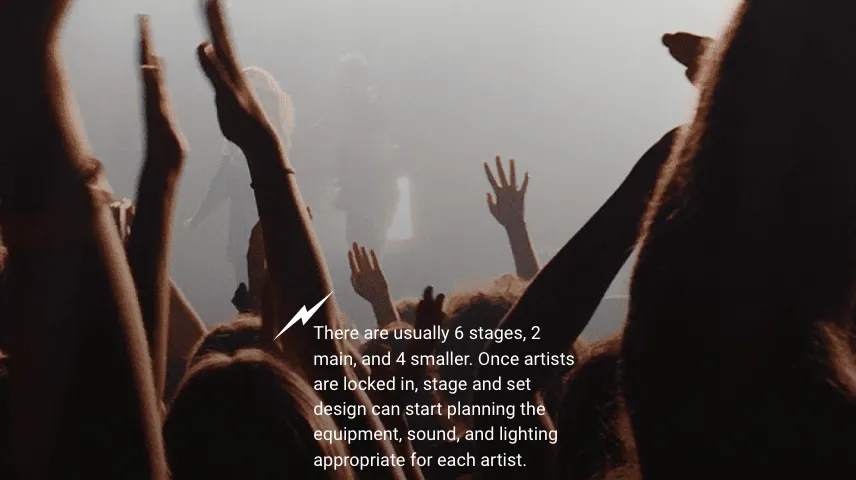 There are usually 6 stages, 2
main, and 4 smaller. Once artists
are locked in, stage and set
design can start planning the
equipment, sound, and lighting
appropriate for each artist.